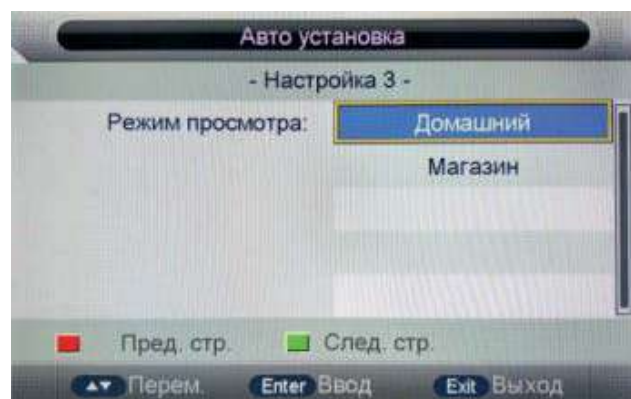 Авто установка
- Настройка 3 -
Режим просмотра: Домашний
Магазин
Пред. стр. След. стр.
▲▼ Перем. Enter Ввод Exit Выход